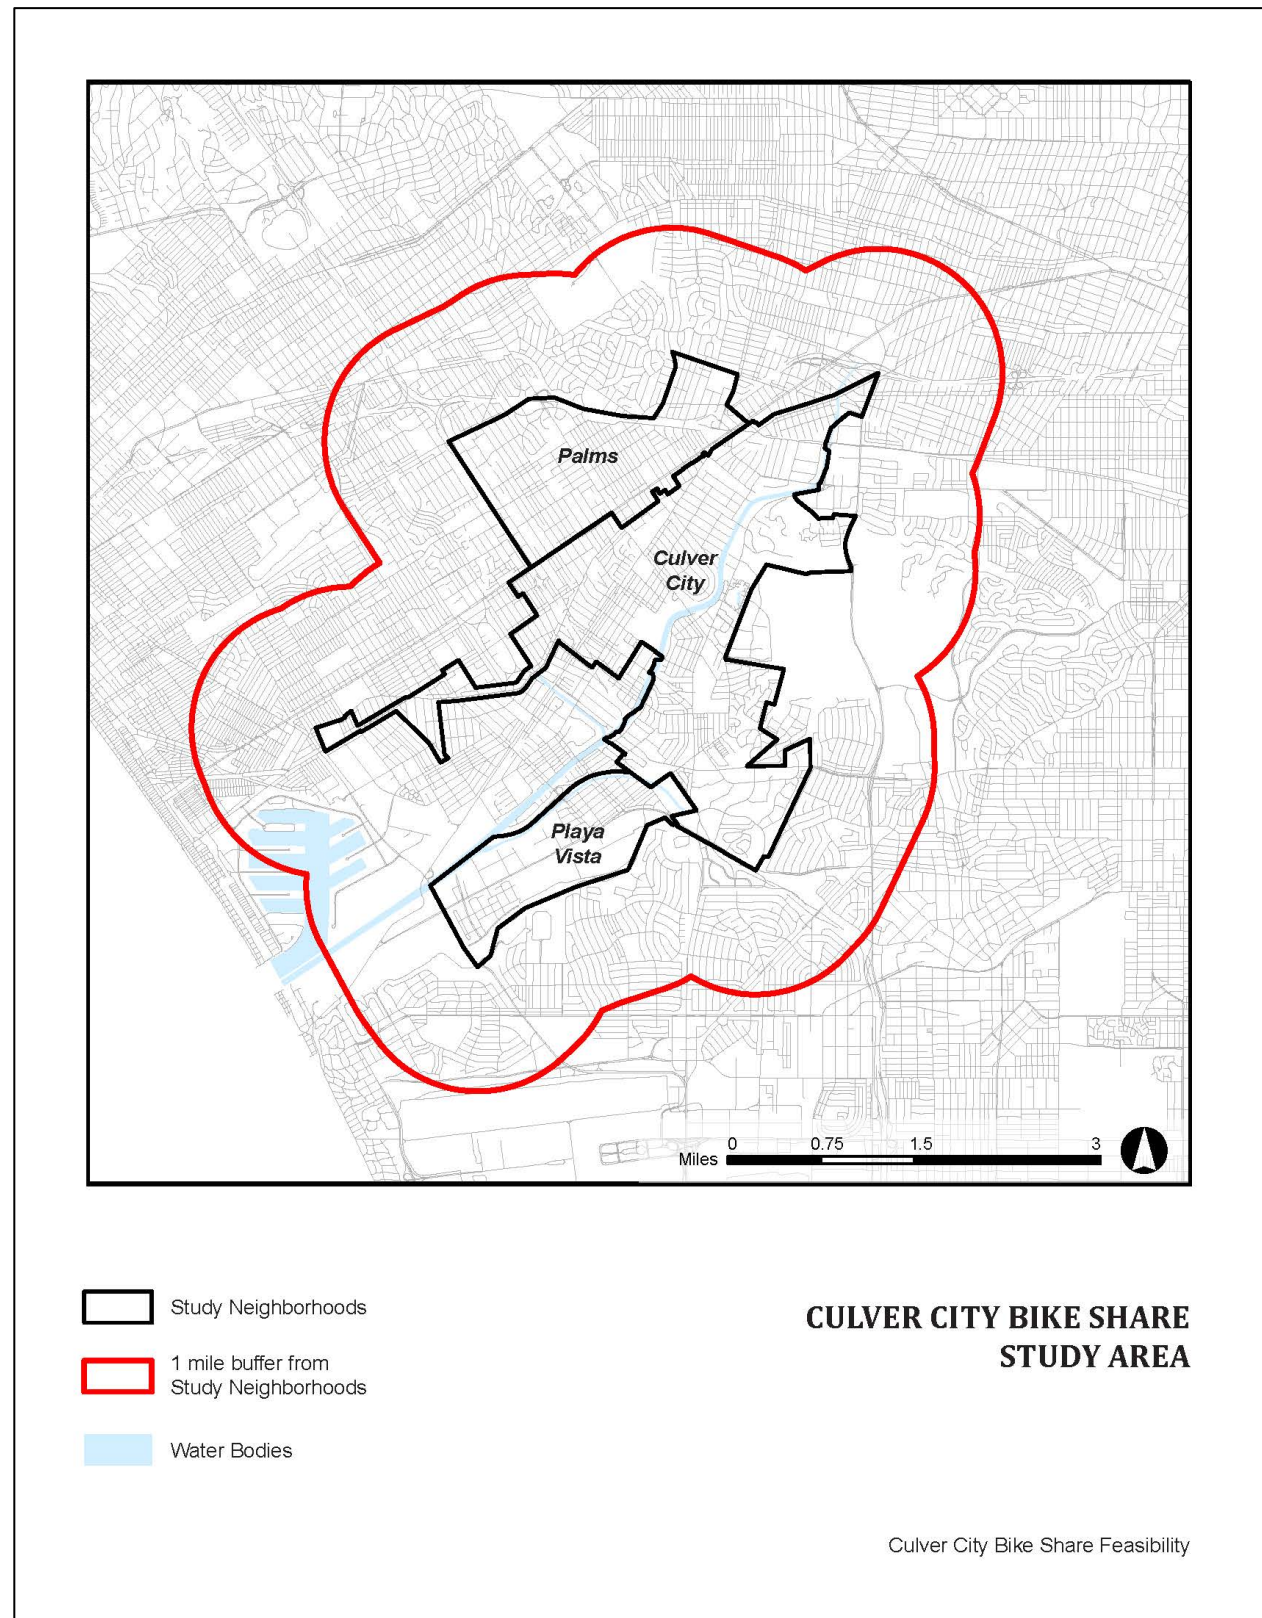 Palms
Culver
City
Playa
Vista
0 0.75 1.5 3
Miles
Study Neighborhoods
1 mile buffer from
Study Neighborhoods
Water Bodies
CULVER CITY BIKE SHARE
STUDY AREA
Culver City Bike Share Feasibility